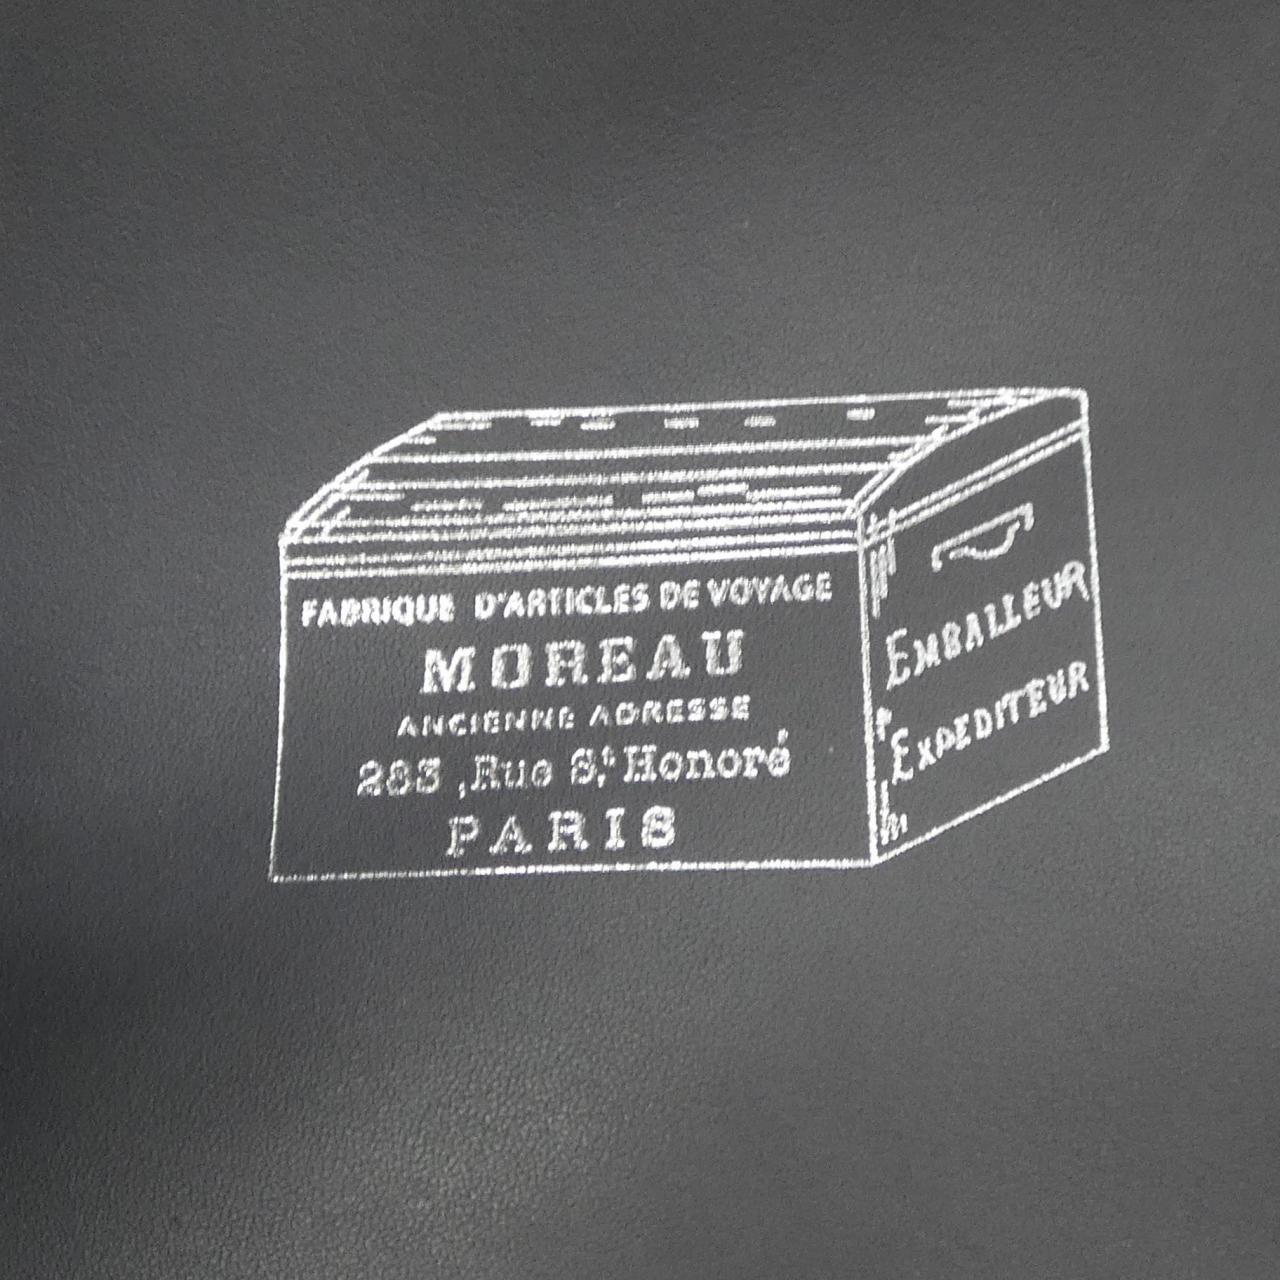 FABRIQUE D'ARTICLES DE VOYAGE
MOREAU
ANCIENNE ADRESSE
283, Rue St Honoré
PARIS
EMBALLEUR
EXPEDITEUR